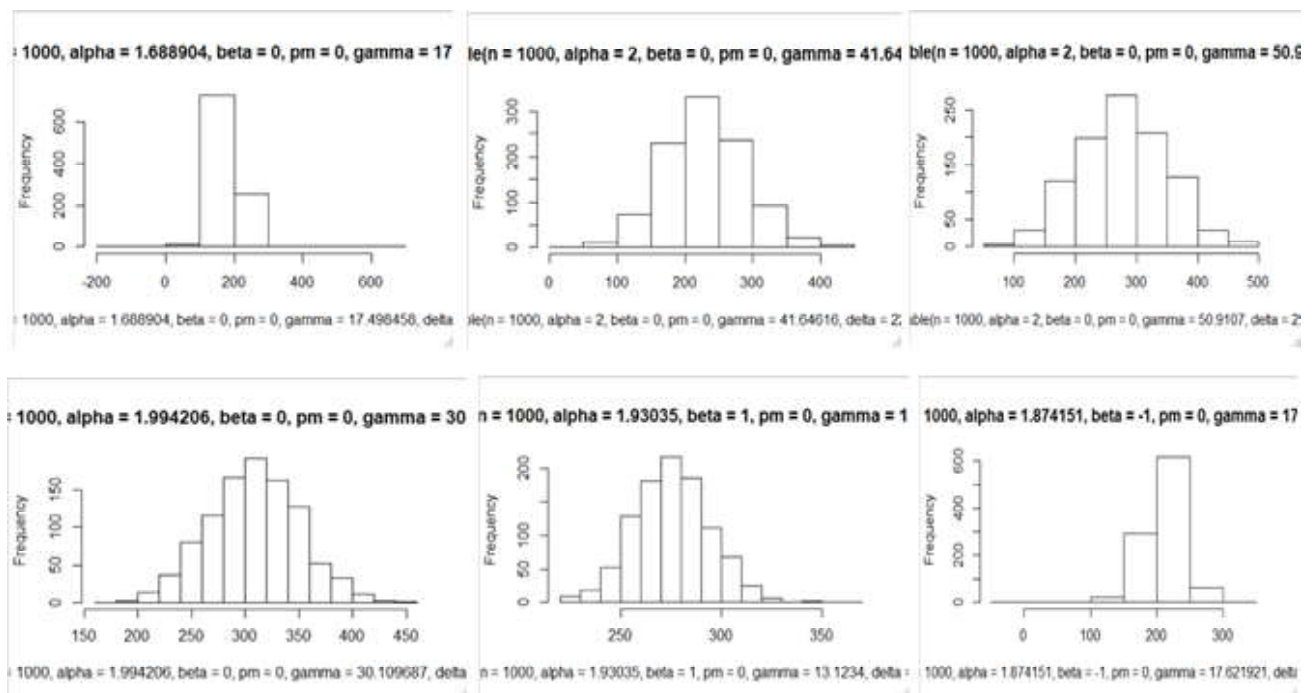 = 1000, alpha = 1.688904, beta = 0, pm = 0, gamma = 17
Frequency
600
400
200
0
-200 0 200 400 600
= 1000, alpha = 1.688904, beta = 0, pm = 0, gamma = 17.498458, delta
ble(n = 1000, alpha = 2, beta = 0, pm = 0, gamma = 41.64
Frequency
300
200
100
0
0 100 200 300 400
ble(n = 1000, alpha = 2, beta = 0, pm = 0, gamma = 41.64616, delta = 22
ble(n = 1000, alpha = 2, beta = 0, pm = 0, gamma = 50.9
Frequency
250
150
50
0
100 200 300 400 500
able(n = 1000, alpha = 2, beta = 0, pm = 0, gamma = 50.9107, delta =
= 1000, alpha = 1.994206, beta = 0, pm = 0, gamma = 30
Frequency
150
100
50
0
150 200 250 300 350 400 450
= 1000, alpha = 1.994206, beta = 0, pm = 0, gamma = 30.109687, delta
n = 1000, alpha = 1.93035, beta = 1, pm = 0, gamma = 1
Frequency
200
150
100
50
0
250 300 350
n = 1000, alpha = 1.93035, beta = 1, pm = 0, gamma = 13.1234, delta =
1000, alpha = 1.874151, beta = -1, pm = 0, gamma = 17
Frequency
600
400
200
0
0 100 200 300
1000, alpha = 1.874151, beta = -1, pm = 0, gamma = 17.621921, delt